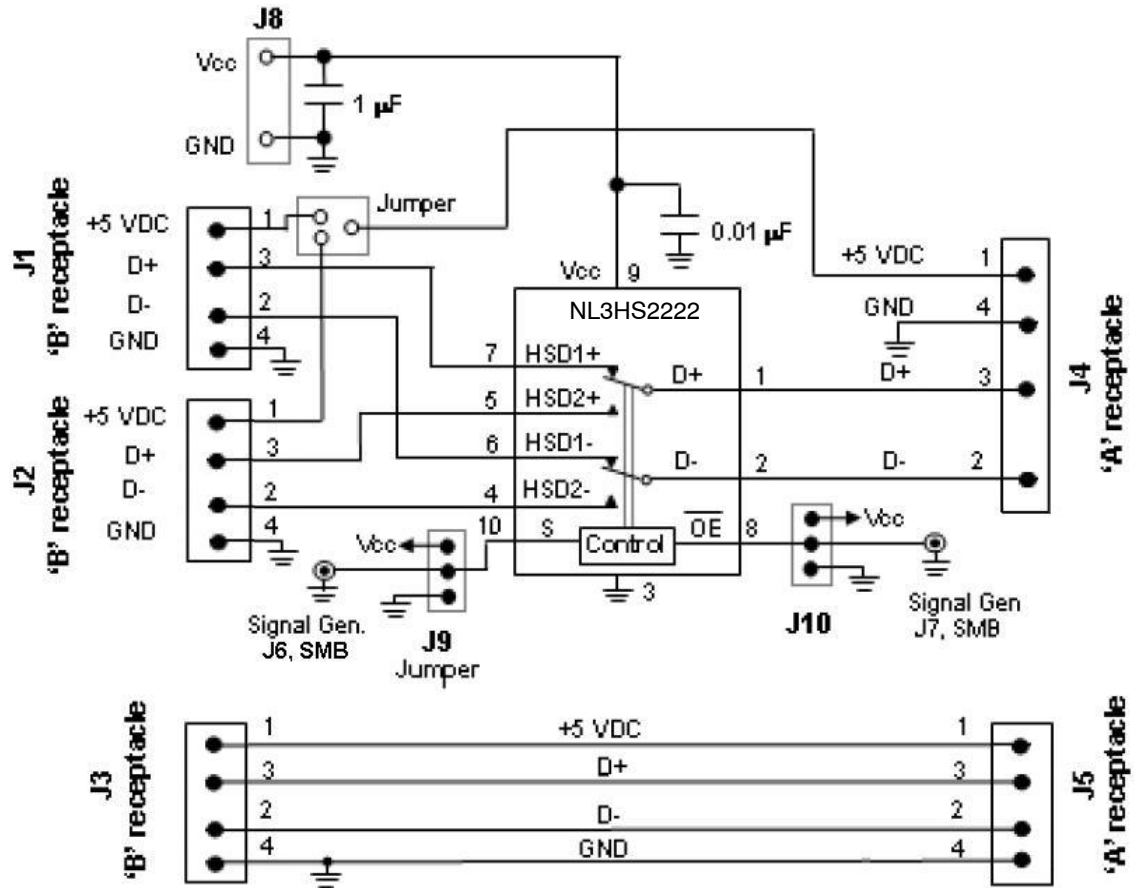 J8
Vcc
1 µF
GND
Jumper
J1
'B' receptacle
+5 VDC
1
D+
3
D-
2
GND
4
0.01 µF
Vcc
9
NL3HS2222
7
HSD1+
5
HSD2+
6
HSD1-
4
HSD2-
10
S
Control
OE
8
3
D+
1
D-
2
J4
'A' receptacle
+5 VDC
1
GND
4
D+
3
D-
2
J2
'B' receptacle
+5 VDC
1
D+
3
D-
2
GND
4
Vcc
Signal Gen.
J6, SMB
J9
Jumper
Vcc
J10
Signal Gen
J7, SMB
J3
'B' receptacle
1
+5 VDC
1
3
D+
3
2
D-
2
4
GND
4
J5
'A' receptacle